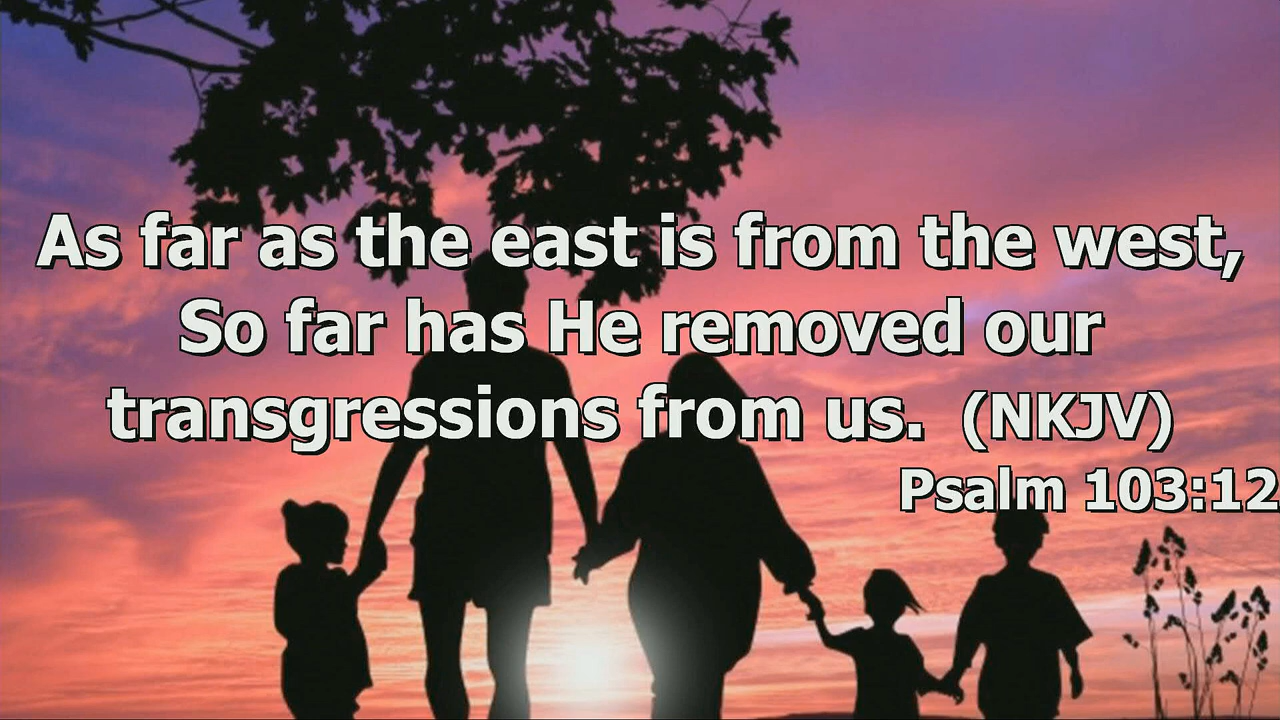 As far as the east is from the west,
So far has He removed our
transgressions from us. (NKJV)
Psalm 103:12